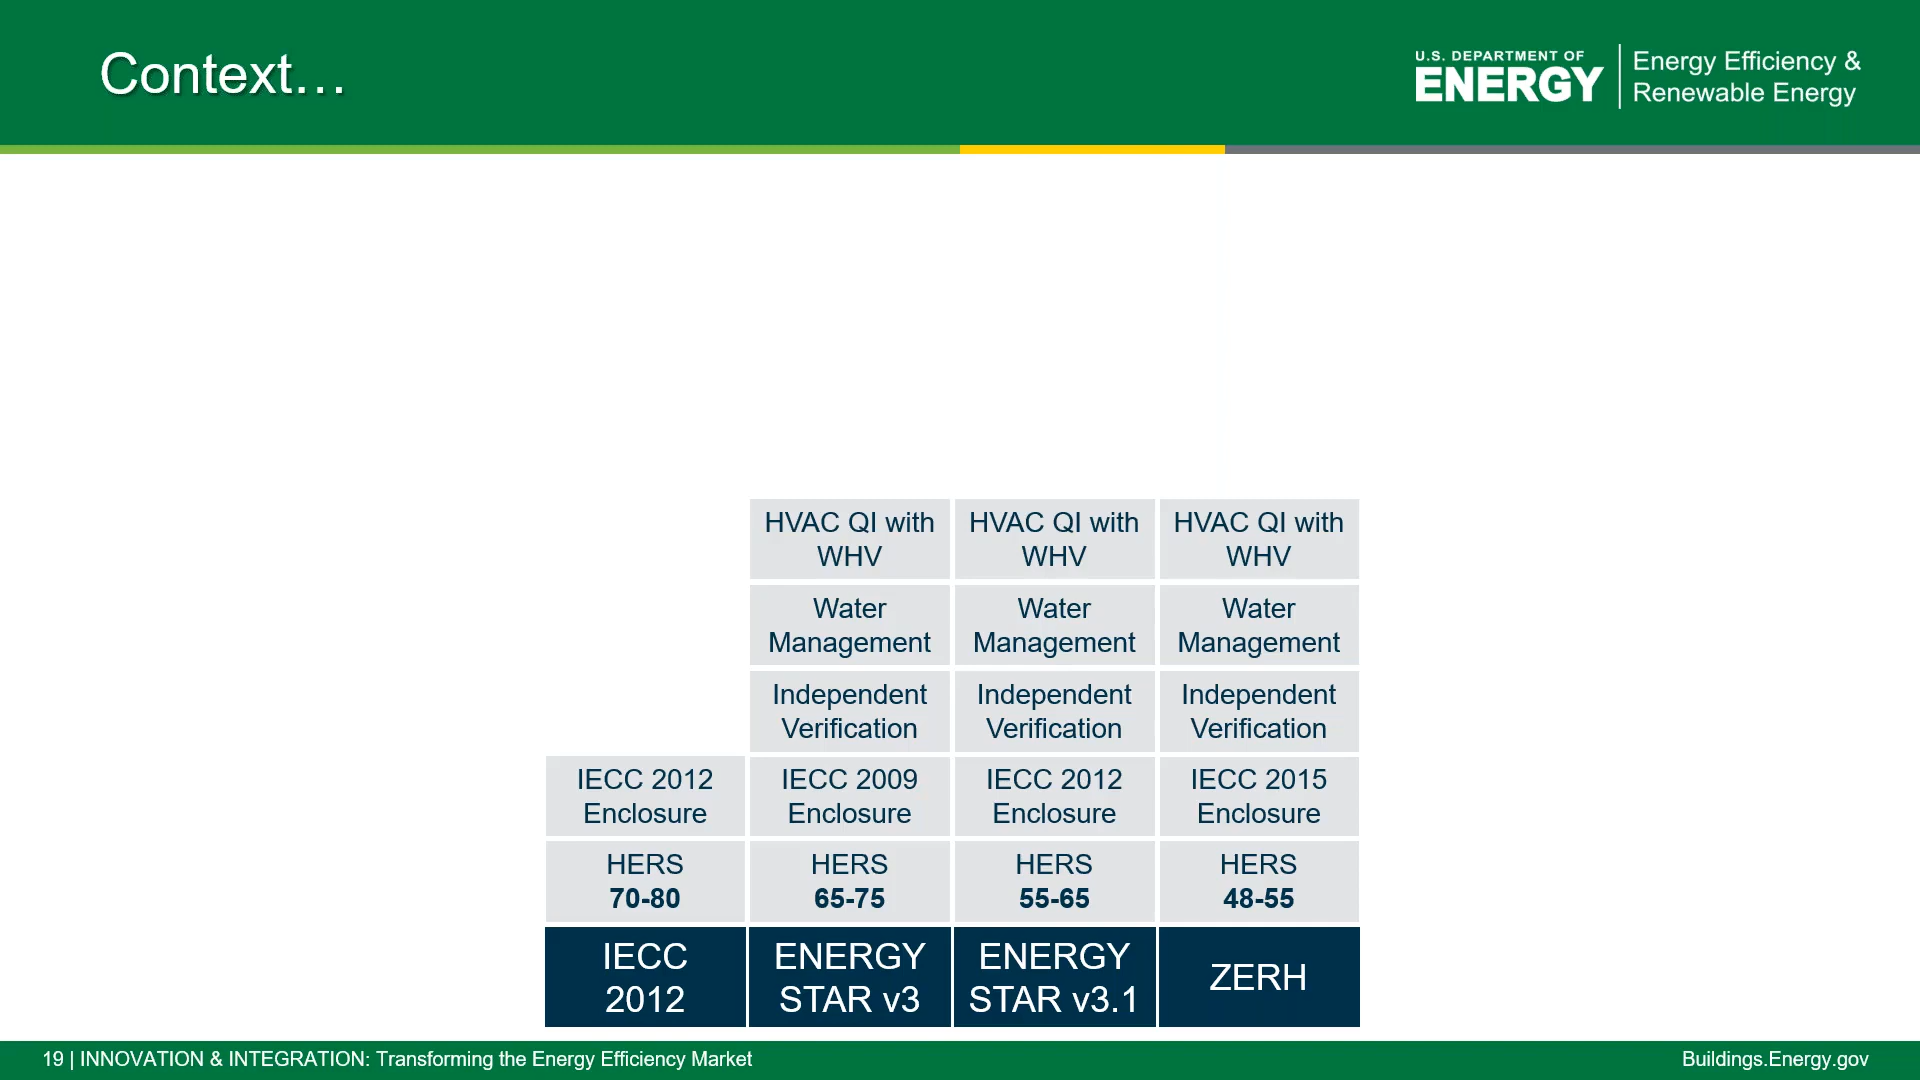 Context…
U.S. DEPARTMENT OF
ENERGY
Energy Efficiency &
Renewable Energy
HVAC QI with
WHV
HVAC QI with
WHV
HVAC QI with
WHV
Water
Management
Water
Management
Water
Management
Independent
Verification
Independent
Verification
Independent
Verification
IECC 2012
Enclosure
IECC 2009
Enclosure
IECC 2012
Enclosure
IECC 2015
Enclosure
HERS
70-80
HERS
65-75
HERS
55-65
HERS
48-55
IECC
2012
ENERGY
STAR v3
ENERGY
STAR v3.1
ZERH
19 | INNOVATION & INTEGRATION: Transforming the Energy Efficiency Market
Buildings.Energy.gov